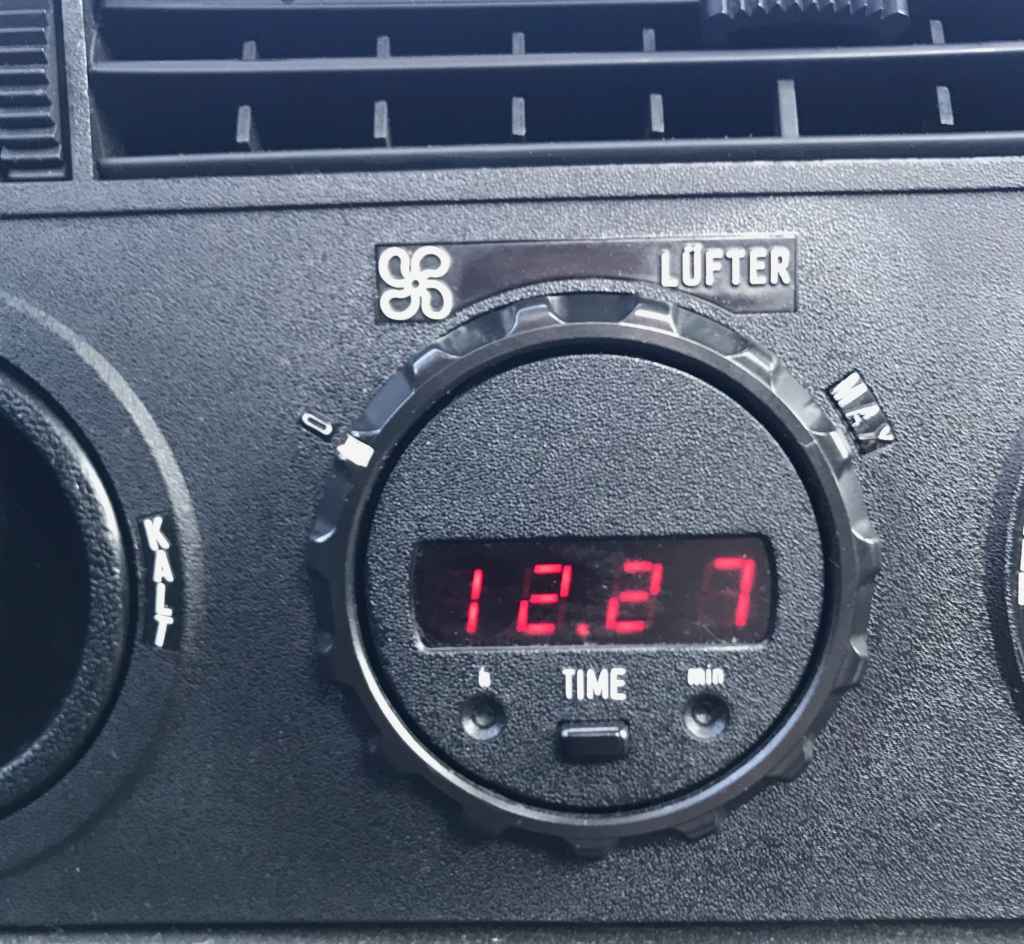 LÜFTER
0
MAX
KALT
12.27
h
TIME
min